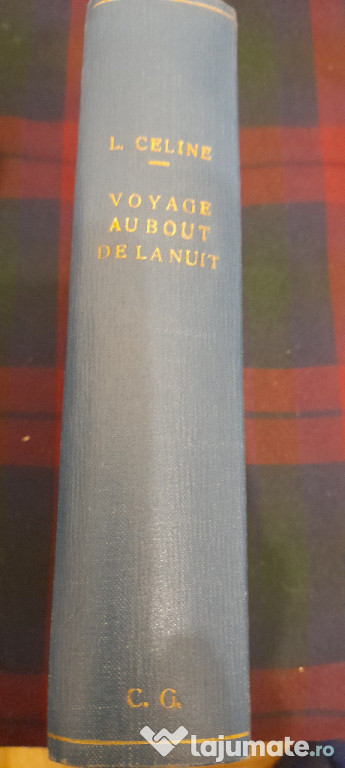 L. CELINE
VOYAGE
AU BOUT
DE LA NUIT
C. G.
lajumate.ro